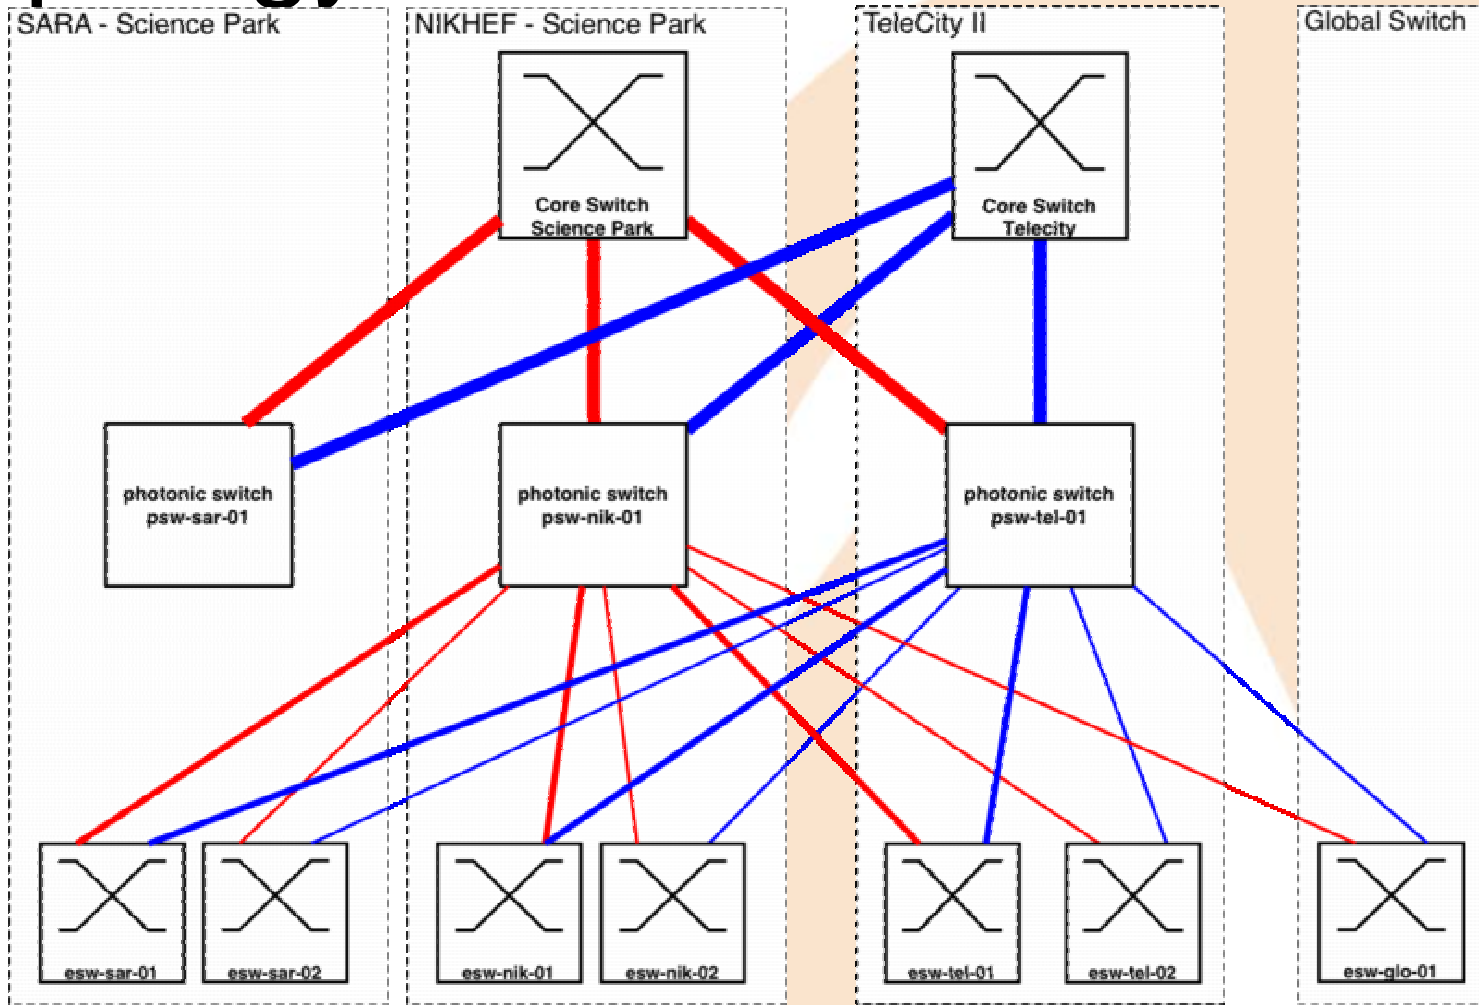 SARA - Science Park
NIKHEF - Science Park
TeleCity II
Global Switch
Core Switch
Science Park
Core Switch
Telecity
photonic switch
psw-sar-01
photonic switch
psw-nik-01
photonic switch
psw-tel-01
esw-sar-01
esw-sar-02
esw-nik-01
esw-nik-02
esw-tel-01
esw-tel-02
esw-glo-01